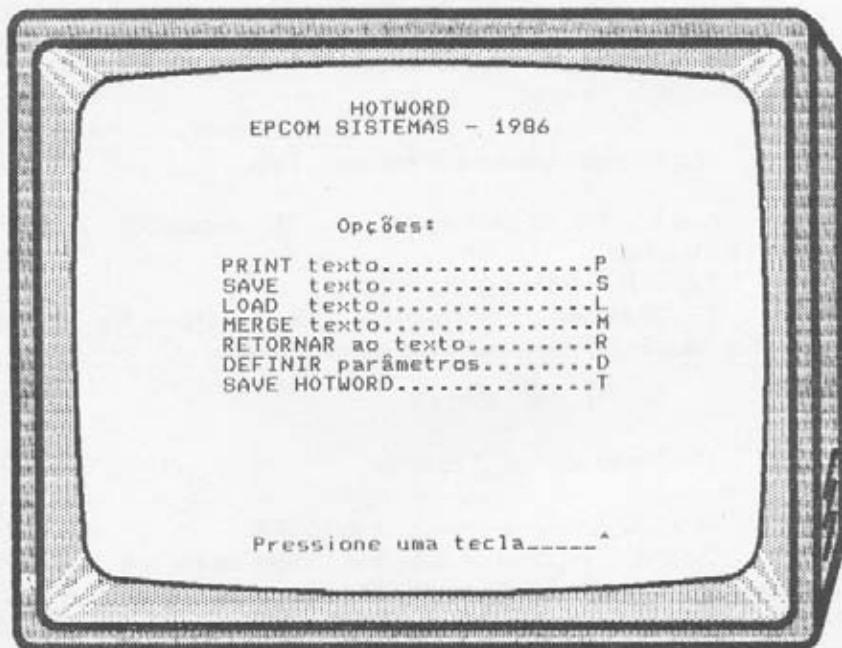 HOTWORD
EPCOM SISTEMAS - 1986
Opções:
PRINT texto................P
SAVE  texto................S
LOAD  texto................L
MERGE texto................M
RETORNAR ao texto.........R
DEFINIR parâmetros........D
SAVE HOTWORD...............T
Pressione uma tecla_____^